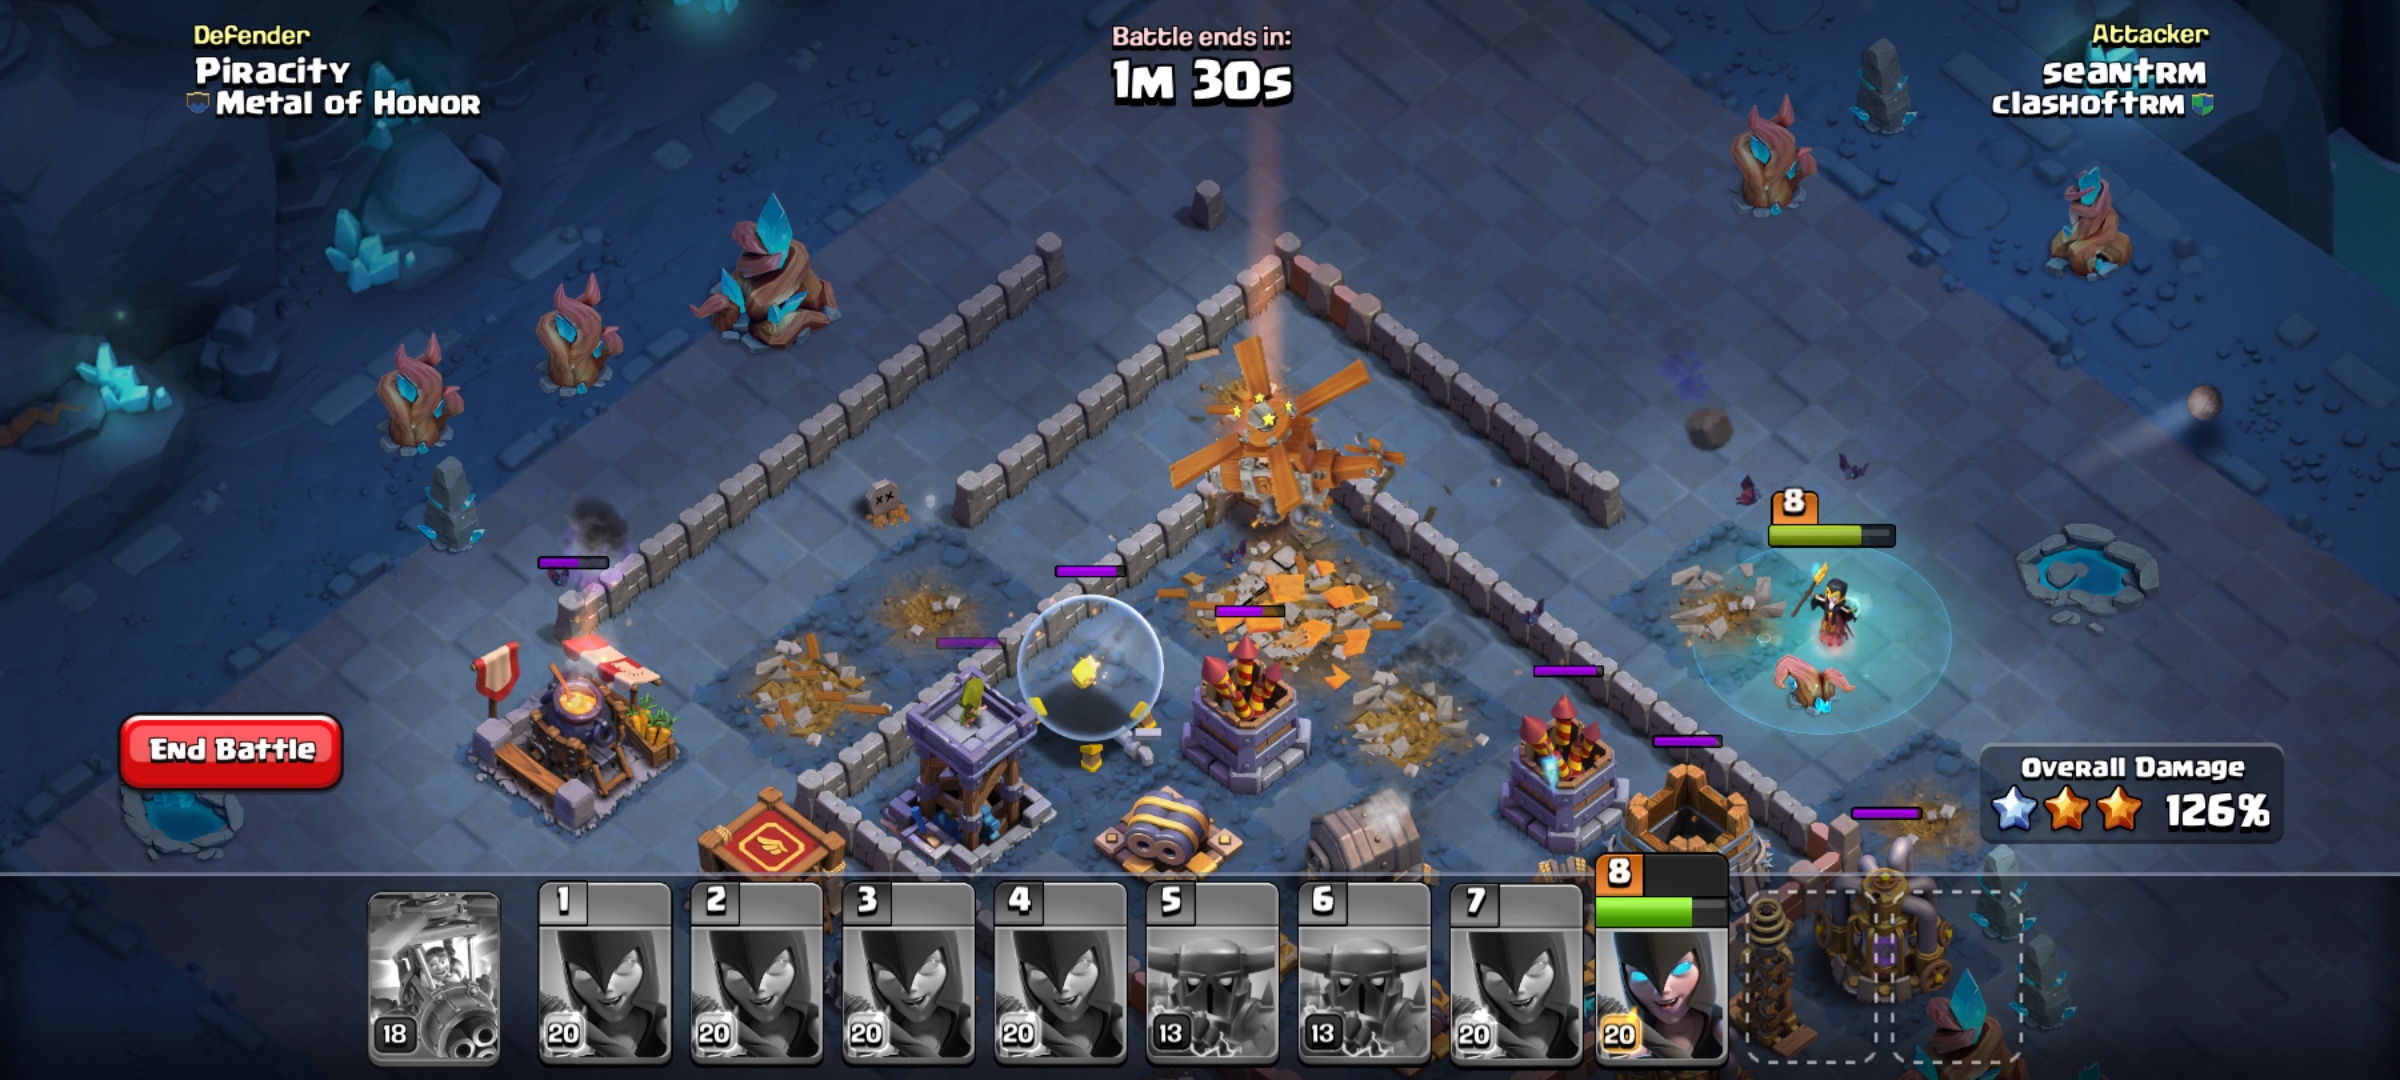 Defender
Piracity
Metal of Honor
Battle ends in:
1m 30s
Attacker
seantrm
clashoftrm
8
End Battle
Overall Damage
126%
1
2
3
4
5
6
7
8
18
20
20
20
20
13
13
20
20